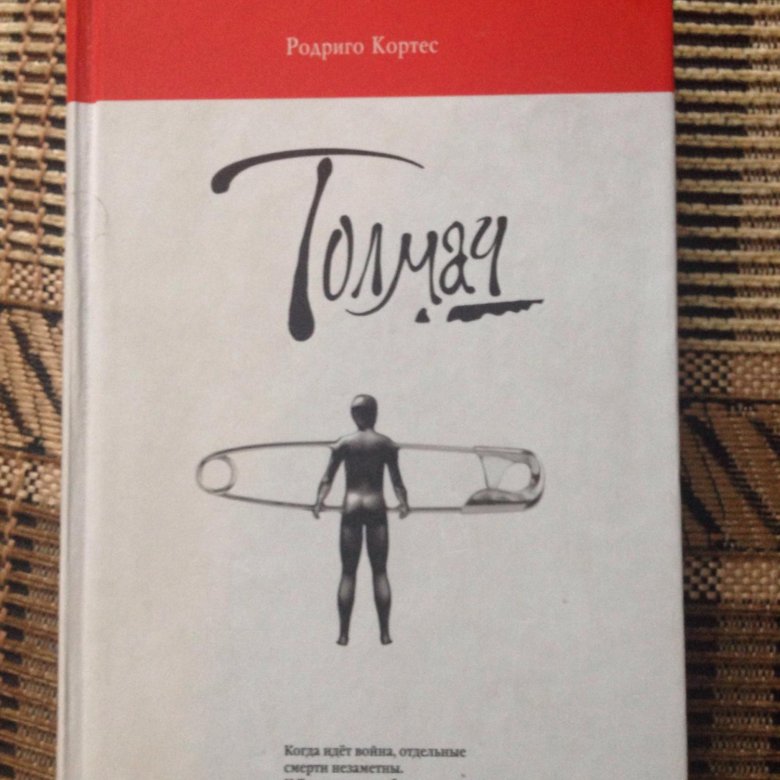 Родриго Кортес
Толмач
Когда идёт война, отдельные
смерти незаметны.